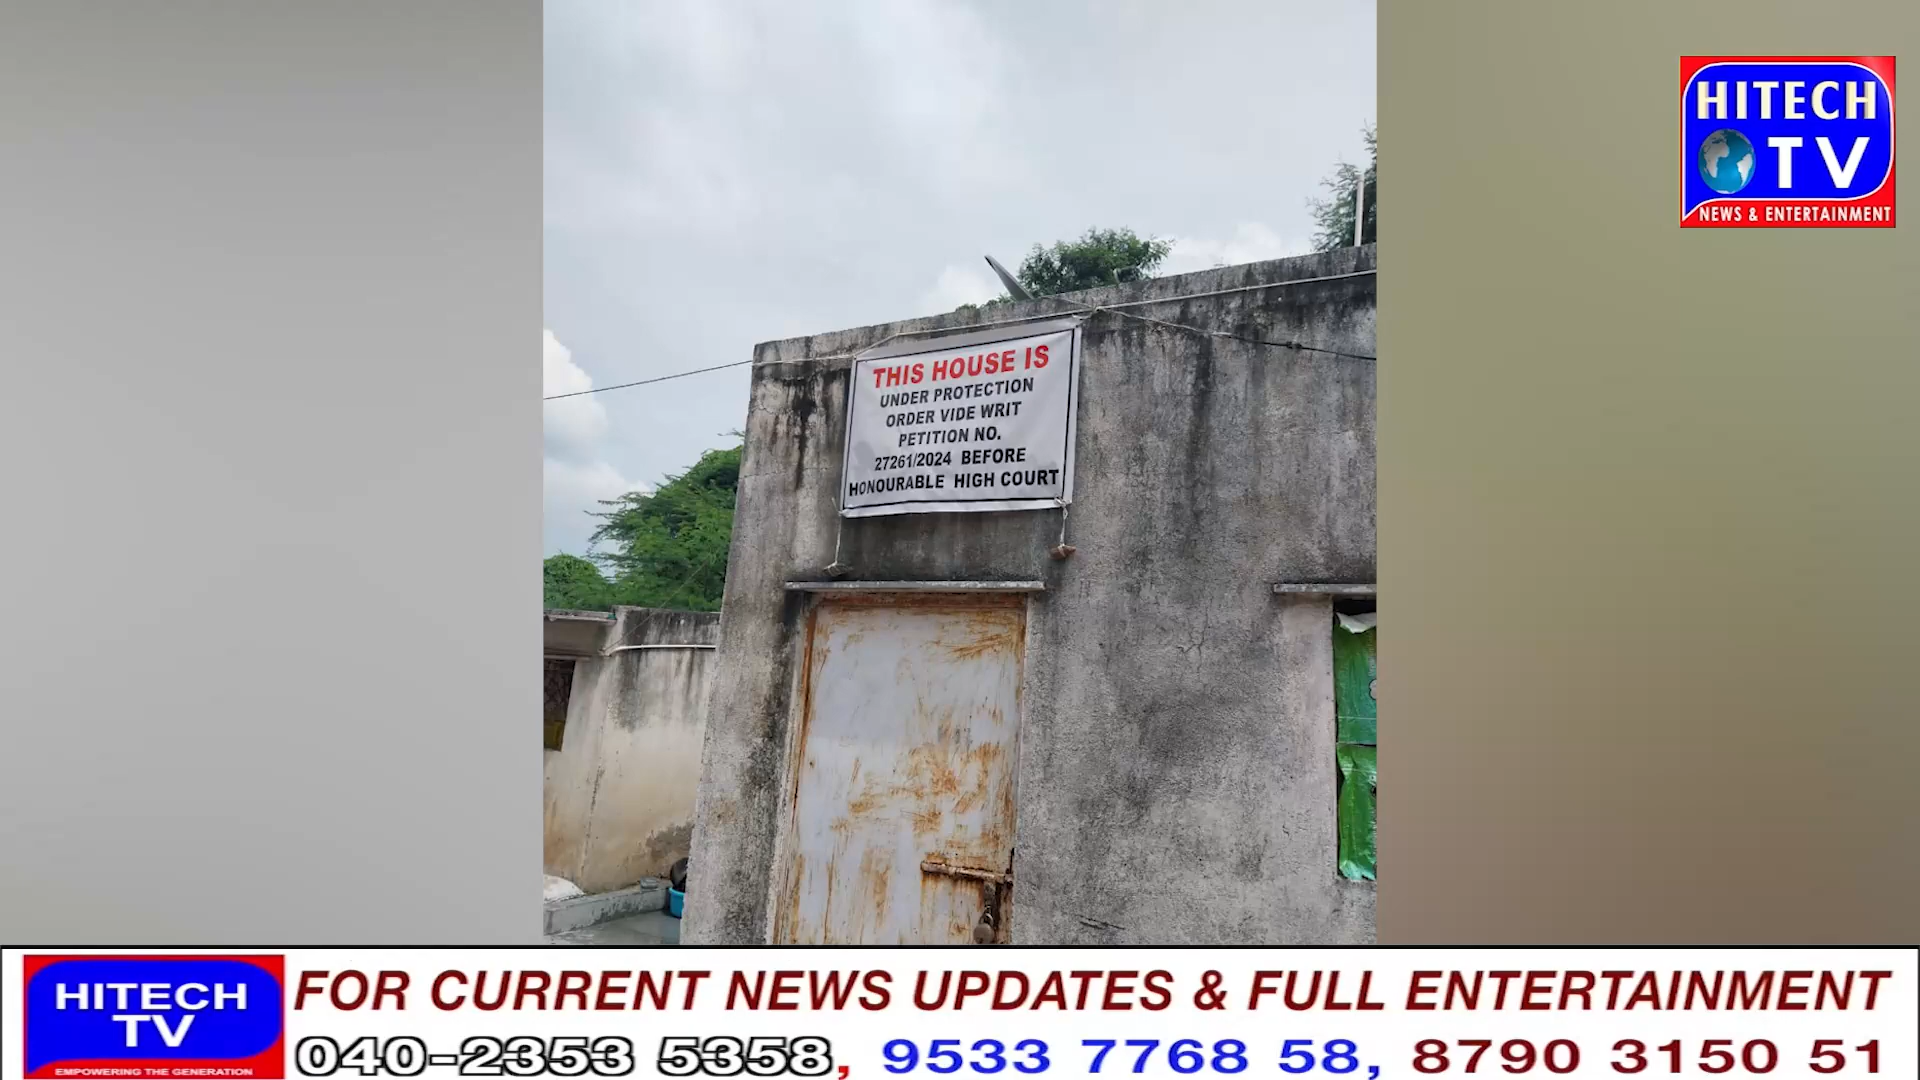 HITECH
TV
NEWS & ENTERTAINMENT
THIS HOUSE IS
UNDER PROTECTION
ORDER VIDE WRIT
PETITION NO.
27261/2024 BEFORE
HONOURABLE HIGH COURT
HITECH
TV
EMPOWERING THE GENERATION
FOR CURRENT NEWS UPDATES & FULL ENTERTAINMENT
040-2353 5358, 9533 7768 58, 8790 3150 51